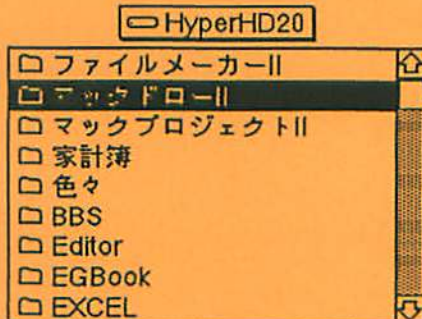 HyperHD20
ファイルメーカーII
マックドローII
マックプロジェクトII
家計簿
色々
BBS
Editor
EGBook
EXCEL